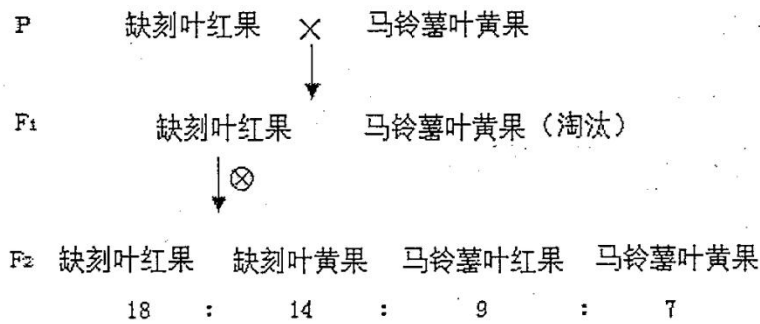 P 缺刻叶红果 × 马铃薯叶黄果
F1 缺刻叶红果 马铃薯叶黄果（淘汰）
⊗
F2 缺刻叶红果 缺刻叶黄果 马铃薯叶红果 马铃薯叶黄果
18 : 14 : 9 : 7